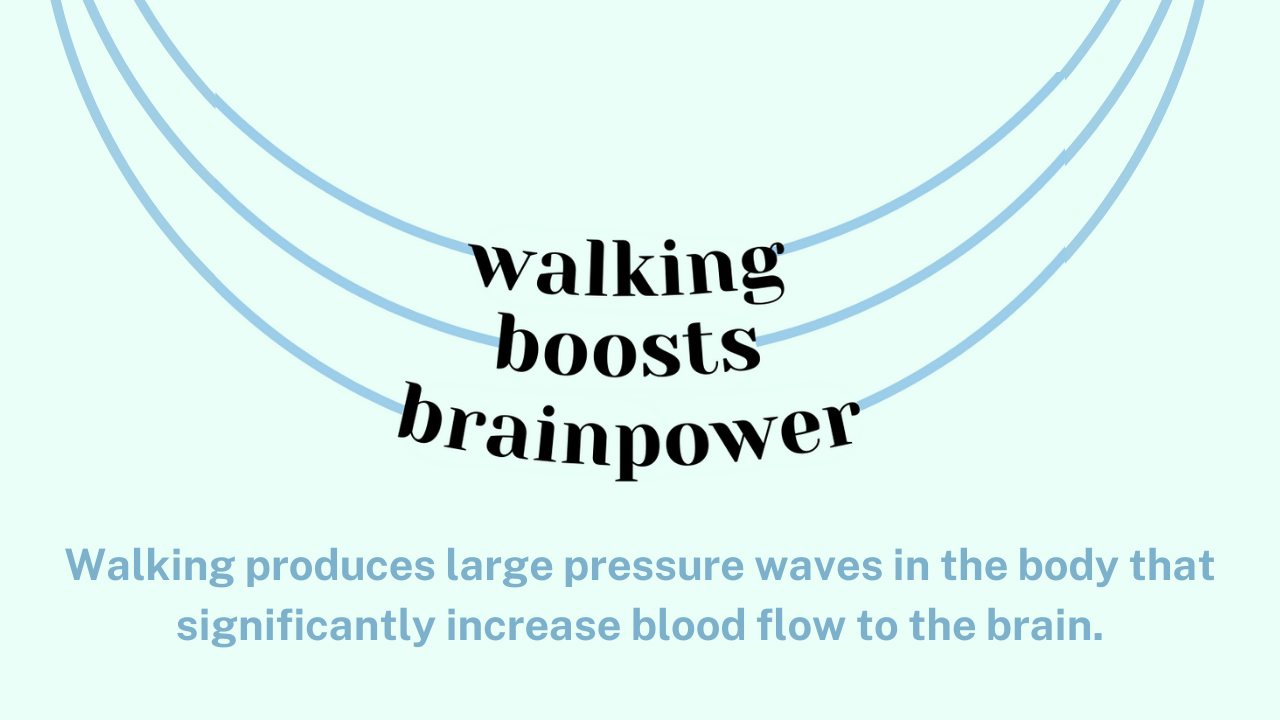 walking
boosts
brainpower
Walking produces large pressure waves in the body that
significantly increase blood flow to the brain.